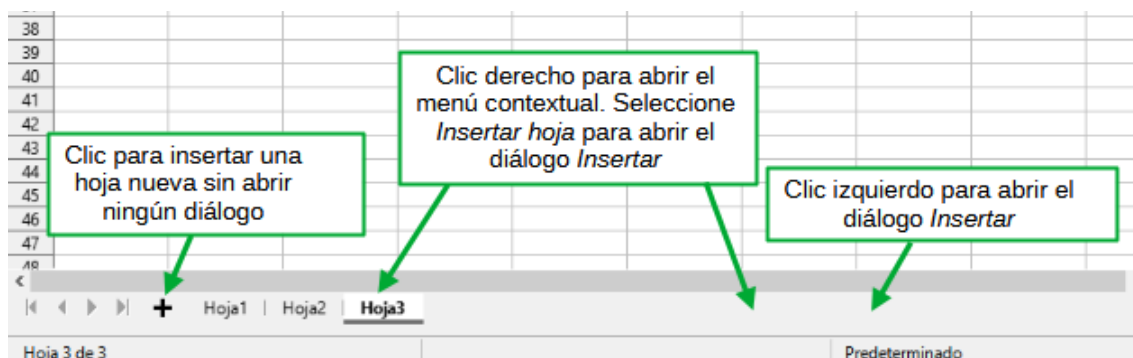 38
39
40
41
42
43
44
45
46
47
48
Clic para insertar una
hoja nueva sin abrir
ningún diálogo
Clic derecho para abrir el
menú contextual. Seleccione
Insertar hoja para abrir el
diálogo Insertar
Clic izquierdo para abrir el
diálogo Insertar
Hoja1 Hoja2 Hoja3
Hoja 3 de 3 Predeterminado